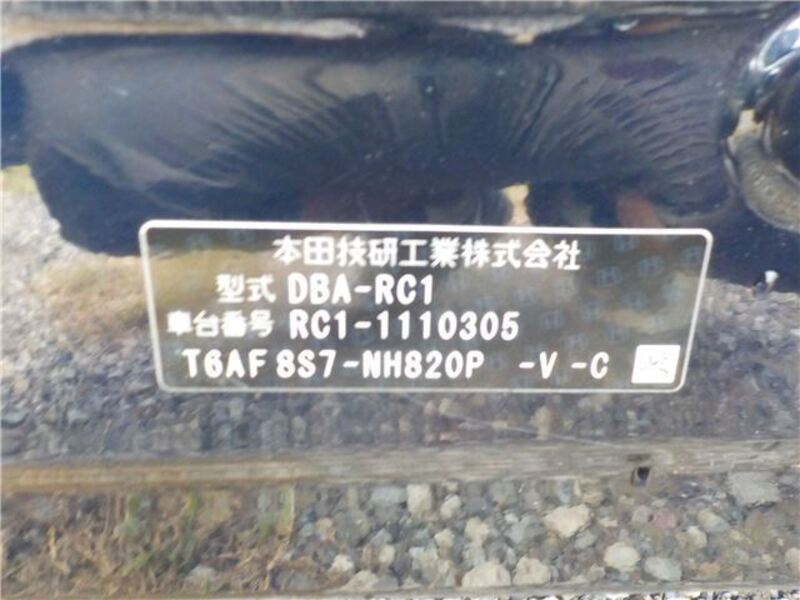 本田技研工業株式会社
型式 DBA-RC1
車台番号 RC1-1110305
T6AF 8S7-NH820P -V -C